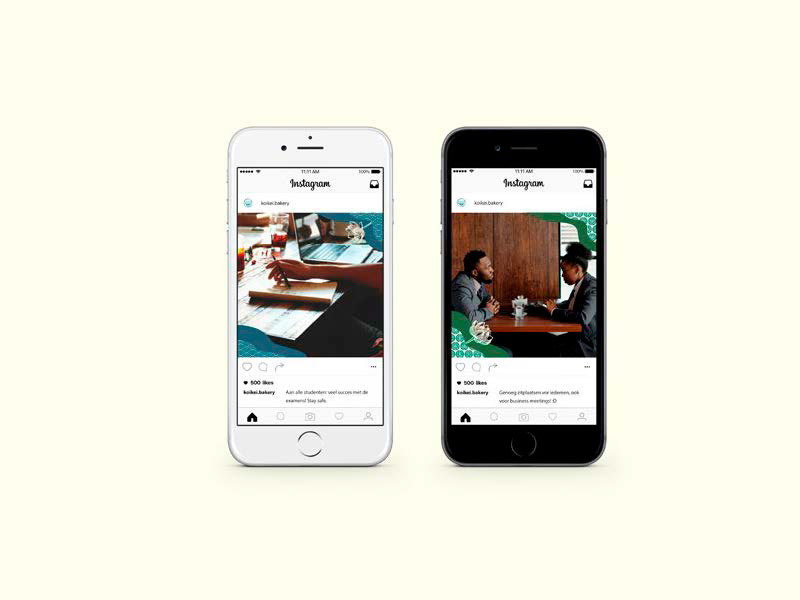 11:11 AM
100%
Instagram
koikei.bakery
500 likes
koikei.bakery Aan alle studenten: veel succes met de
examens! Stay safe.
11:11 AM
100%
Instagram
koikei.bakery
500 likes
koikei.bakery Genoeg zitplaatsen vor iedereen, ook
voor business meetings! :D